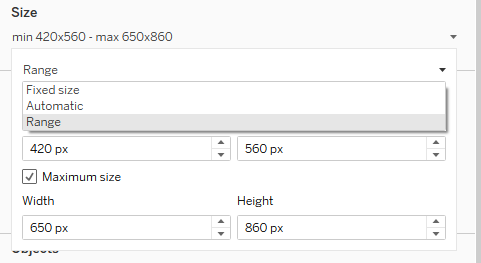 Size
min 420x560 - max 650x860
Range
Fixed size
Automatic
Range
420 px 560 px
Maximum size
Width Height
650 px 860 px
Objects